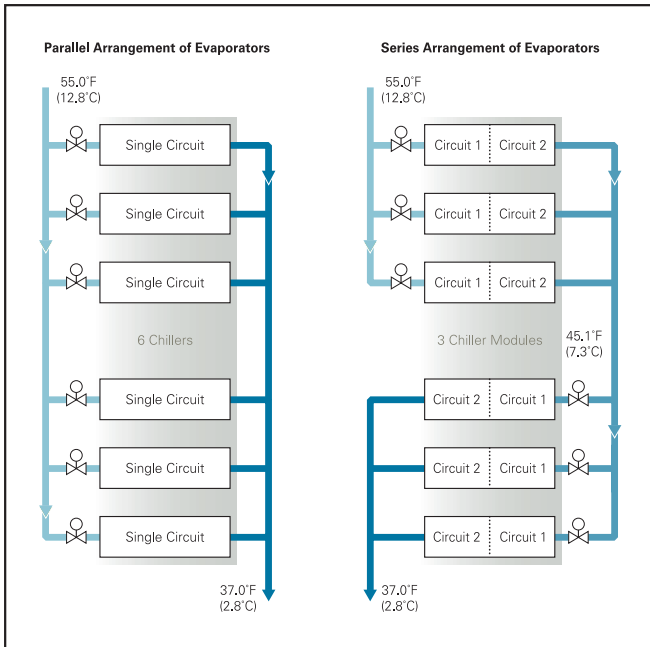 Parallel Arrangement of Evaporators
55.0˚F
(12.8˚C)
Single Circuit
Single Circuit
Single Circuit
6 Chillers
Single Circuit
Single Circuit
Single Circuit
37.0˚F
(2.8˚C)
Series Arrangement of Evaporators
55.0˚F
(12.8˚C)
Circuit 1 Circuit 2
Circuit 1 Circuit 2
Circuit 1 Circuit 2
3 Chiller Modules
45.1˚F
(7.3˚C)
Circuit 2 Circuit 1
Circuit 2 Circuit 1
Circuit 2 Circuit 1
37.0˚F
(2.8˚C)